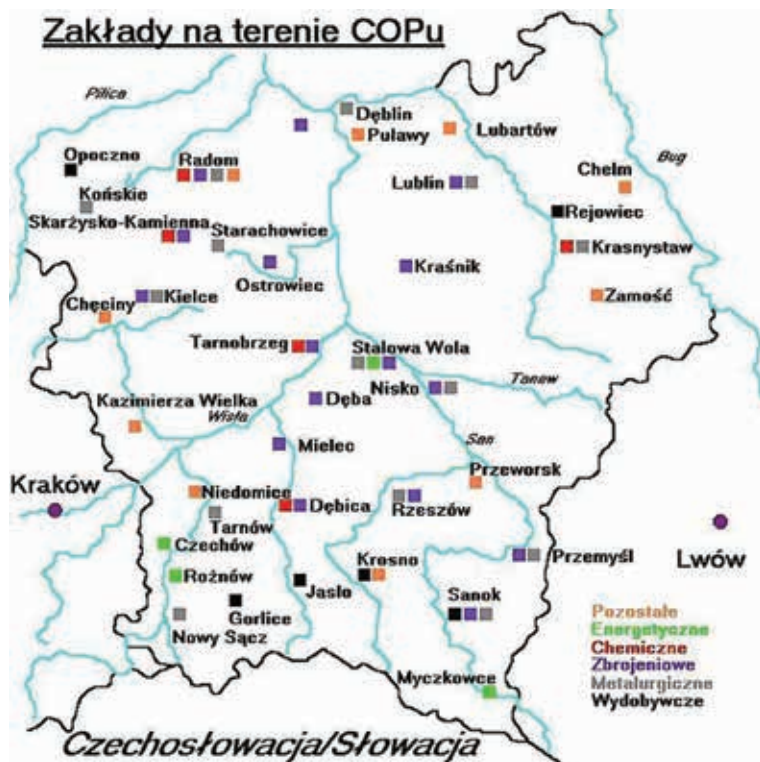 Zakłady na terenie COPu
Pilica
Dęblin
Puławy
Lubartów
Opoczno
Radom
Chełm
Bug
Końskie
Lublin
Rejowiec
Skarżysko-Kamienna
Starachowice
Krasnystaw
Ostrowiec
Kraśnik
Chęciny
Kielce
Zamość
Tarnobrzeg
Stalowa Wola
Nisko
Tanew
Kazimierza Wielka
Wisła
Dęba
Mielec
San
Przeworsk
Kraków
Niedomice
Dębica
Rzeszów
Tarnów
Lwów
Czechów
Krosno
Przemyśl
Rożnów
Jasło
Sanok
Gorlice
Nowy Sącz
Pozostałe
Energetyczne
Chemiczne
Zbrojeniowe
Metalurgiczne
Wydobywcze
Myczkowce
Czechosłowacja/Słowacja